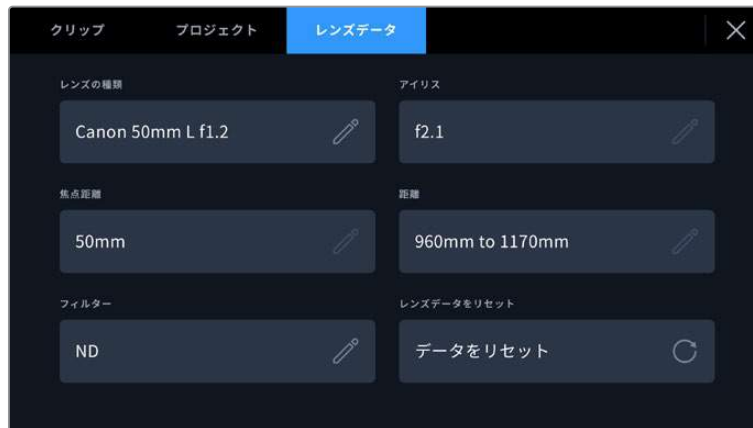 クリップ プロジェクト レンズデータ
レンズの種類 アイリス
Canon 50mm L f1.2 f2.1
焦点距離 距離
50mm 960mm to 1170mm
フィルター レンズデータをリセット
ND データをリセット